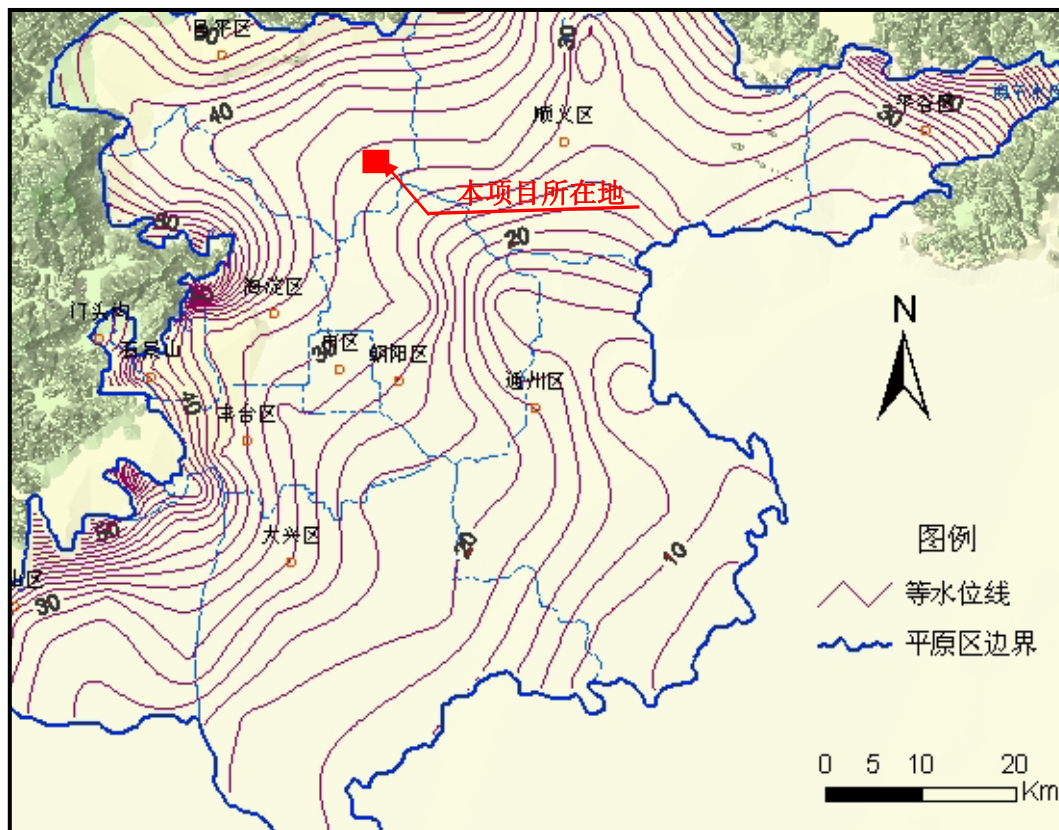 昌平区
30
40
顺义区
平谷区
30
本项目所在地
20
海淀区
门头沟
石景山
N
市区
30
朝阳区
通州区
40
丰台区
大兴区
20
10
50
30
图例
等水位线
平原区边界
0 5 10 20
Km